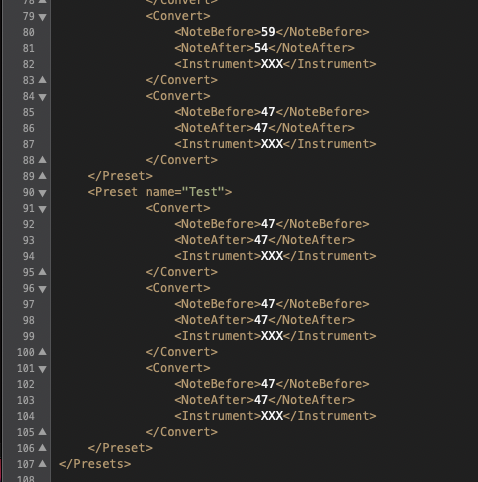 78 </Convert>
79 <Convert>
80 <NoteBefore>59</NoteBefore>
81 <NoteAfter>54</NoteAfter>
82 <Instrument>XXX</Instrument>
83 </Convert>
84 <Convert>
85 <NoteBefore>47</NoteBefore>
86 <NoteAfter>47</NoteAfter>
87 <Instrument>XXX</Instrument>
88 </Convert>
89 </Preset>
90 <Preset name="Test">
91 <Convert>
92 <NoteBefore>47</NoteBefore>
93 <NoteAfter>47</NoteAfter>
94 <Instrument>XXX</Instrument>
95 </Convert>
96 <Convert>
97 <NoteBefore>47</NoteBefore>
98 <NoteAfter>47</NoteAfter>
99 <Instrument>XXX</Instrument>
100 </Convert>
101 <Convert>
102 <NoteBefore>47</NoteBefore>
103 <NoteAfter>47</NoteAfter>
104 <Instrument>XXX</Instrument>
105 </Convert>
106 </Preset>
107 </Presets>
108